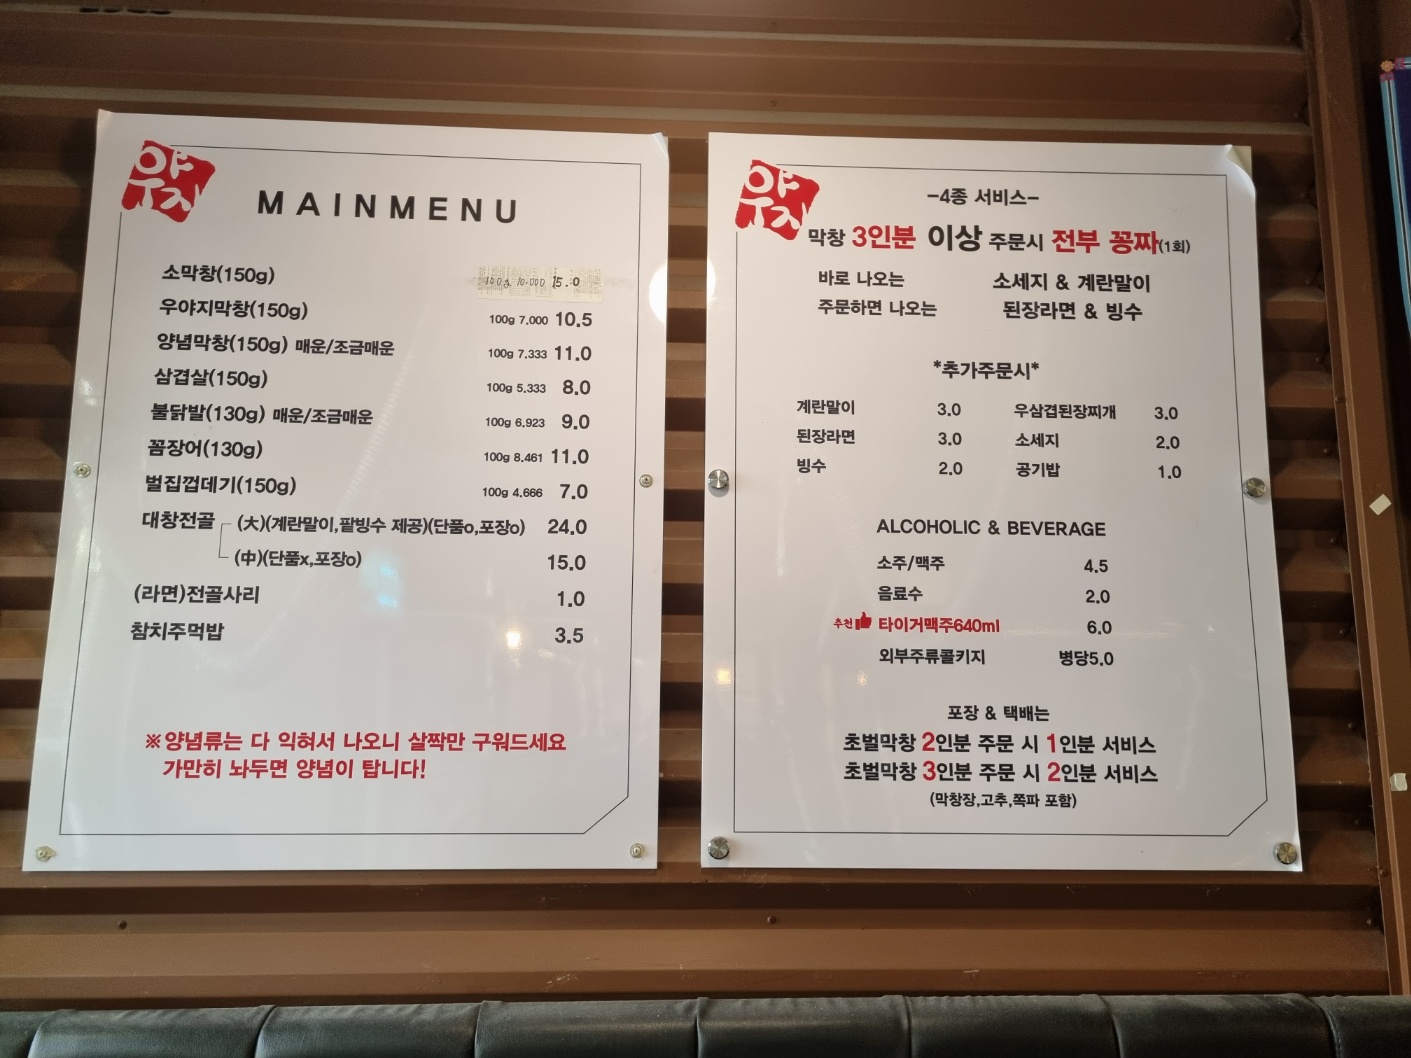 우야지
MAINMENU
소막창(150g) 100g 10.000 15.0
우야지막창(150g) 100g 7.000 10.5
양념막창(150g) 매운/조금매운 100g 7.333 11.0
삼겹살(150g) 100g 5.333 8.0
불닭발(130g) 매운/조금매운 100g 6.923 9.0
꼼장어(130g) 100g 8.461 11.0
벌집껍데기(150g) 100g 4.666 7.0
대창전골 (大)(계란말이,팥빙수 제공)(단품o,포장o) 24.0
(中)(단품x,포장o) 15.0
(라면)전골사리 1.0
참치주먹밥 3.5
※양념류는 다 익혀서 나오니 살짝만 구워드세요
가만히 놔두면 양념이 탑니다!
우야지
-4종 서비스-
막창 3인분 이상 주문시 전부 꽁짜(1회)
바로 나오는 소세지 & 계란말이
주문하면 나오는 된장라면 & 빙수
*추가주문시*
계란말이 3.0 우삼겹된장찌개 3.0
된장라면 3.0 소세지 2.0
빙수 2.0 공기밥 1.0
ALCOHOLIC & BEVERAGE
소주/맥주 4.5
음료수 2.0
추천 타이거맥주640ml 6.0
외부주류콜키지 병당5.0
포장 & 택배는
초벌막창 2인분 주문 시 1인분 서비스
초벌막창 3인분 주문 시 2인분 서비스
(막창장,고추,쪽파 포함)